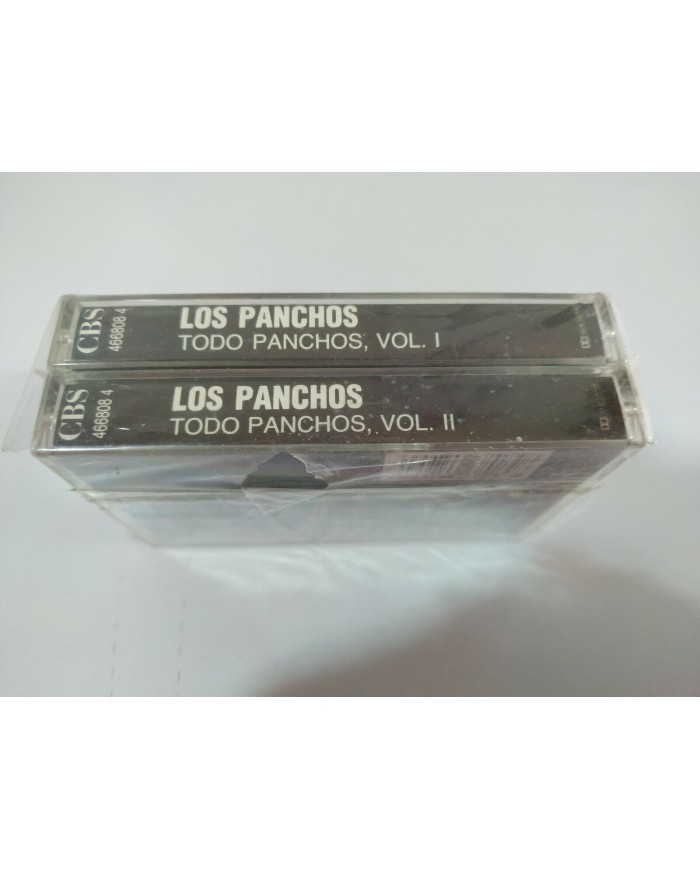 CBS
466808 4
LOS PANCHOS
TODO PANCHOS, VOL. I
CBS
466808 4
LOS PANCHOS
TODO PANCHOS, VOL. II